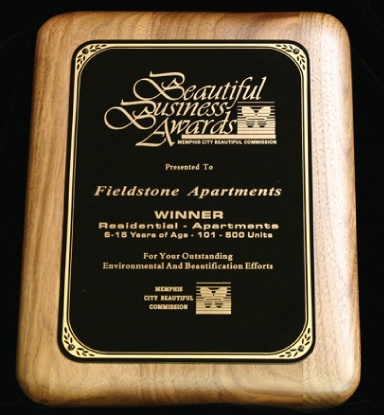 Beautiful
Business
Awards
MEMPHIS CITY BEAUTIFUL COMMISSION
Presented To
Fieldstone Apartments
WINNER
Residential - Apartments
6-15 Years of Age - 101 - 500 Units
For Your Outstanding
Environmental And Beautification Efforts
MEMPHIS
CITY BEAUTIFUL
COMMISSION